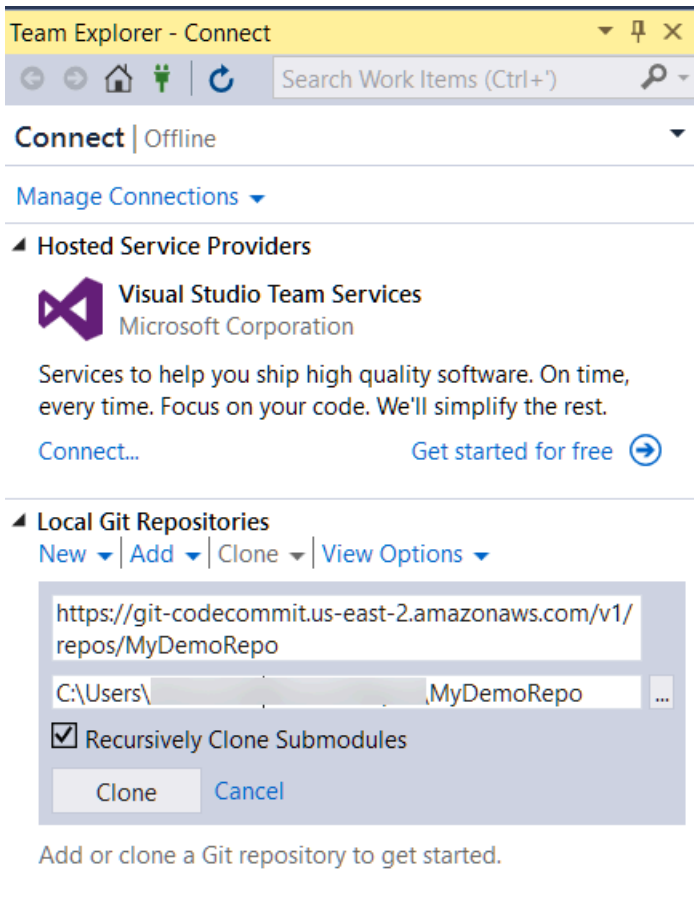 Team Explorer - Connect
Search Work Items (Ctrl+')
Connect | Offline
Manage Connections
Hosted Service Providers
Visual Studio Team Services
Microsoft Corporation
Services to help you ship high quality software. On time,
every time. Focus on your code. We'll simplify the rest.
Connect... Get started for free
Local Git Repositories
New Add Clone View Options
https://git-codecommit.us-east-2.amazonaws.com/v1/
repos/MyDemoRepo
C:\Users\ \MyDemoRepo ...
Recursively Clone Submodules
Clone Cancel
Add or clone a Git repository to get started.